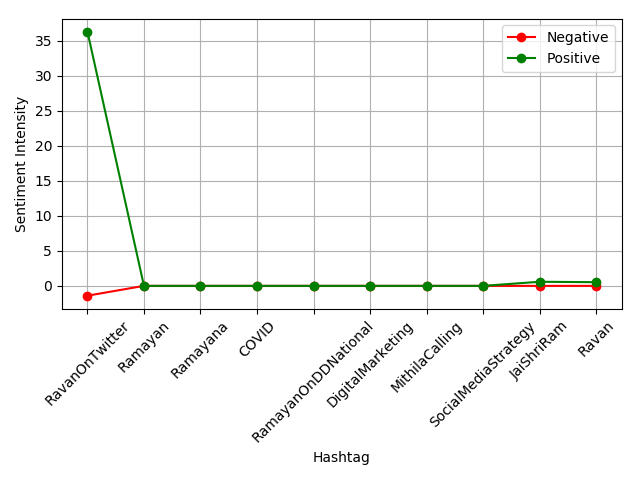 Negative
Positive
35
30
25
20
15
10
5
0
Sentiment Intensity
RavanOnTwitter
Ramayan
Ramayana
COVID
RamayanOnDDNational
DigitalMarketing
MithilaCalling
SocialMediaStrategy
JaiShriRam
Ravan
Hashtag